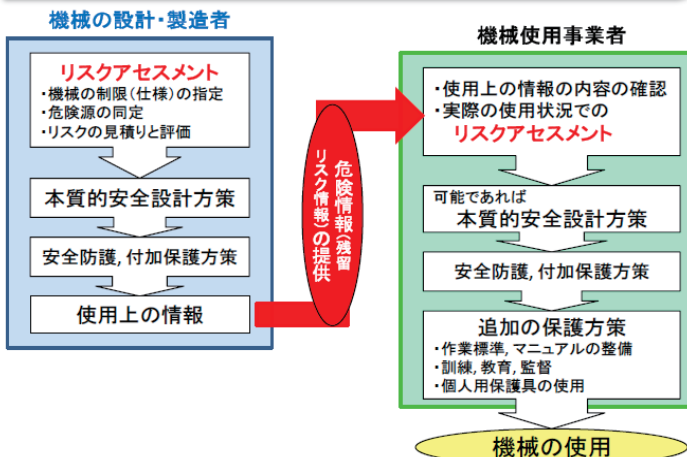 機械の設計・製造者
リスクアセスメント
・機械の制限(仕様)の指定
・危険源の同定
・リスクの見積りと評価
本質的安全設計方策
安全防護,付加保護方策
使用上の情報
危険情報(残留
リスク情報)の提供
機械使用事業者
・使用上の情報の内容の確認
・実際の使用状況での
リスクアセスメント
可能であれば
本質的安全設計方策
安全防護,付加保護方策
追加の保護方策
・作業標準,マニュアルの整備
・訓練,教育,監督
・個人用保護具の使用
機械の使用